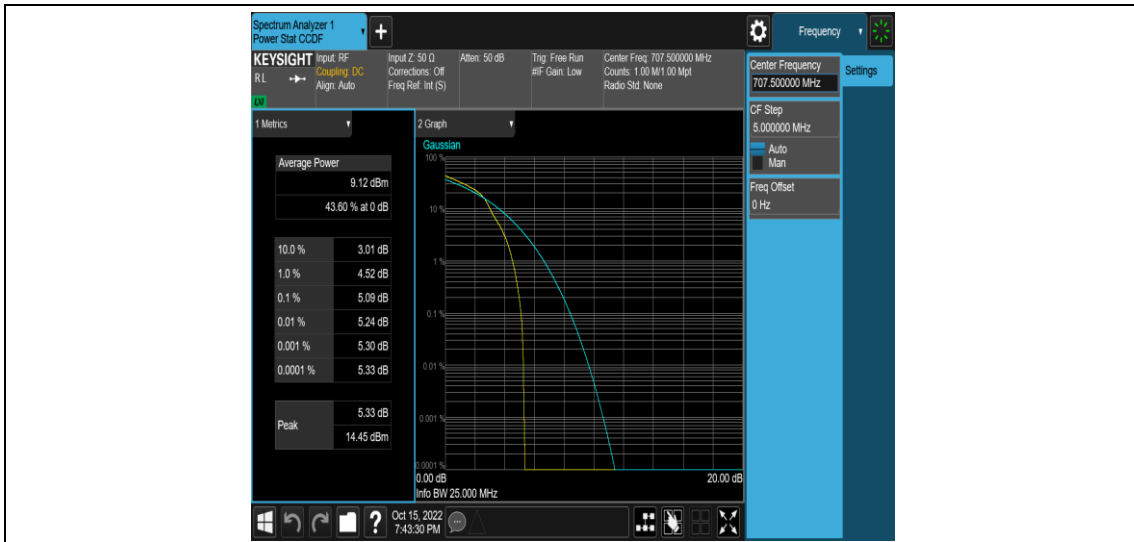 Spectrum Analyzer 1
Power Stat CCDF
+
Frequency
KEYSIGHT
RL
LXI
Input: RF
Coupling: DC
Align: Auto
Input Z: 50 Ω
Corrections: Off
Freq Ref: Int (S)
Atten: 50 dB
Trig: Free Run
#IF Gain: Low
Center Freq: 707.500000 MHz
Counts: 1.00 M/1.00 Mpt
Radio Std: None
Center Frequency
707.500000 MHz
Settings
CF Step
5.000000 MHz
Auto
Man
Freq Offset
0 Hz
1 Metrics
Average Power
9.12 dBm
43.60 % at 0 dB
10.0 % 3.01 dB
1.0 % 4.52 dB
0.1 % 5.09 dB
0.01 % 5.24 dB
0.001 % 5.30 dB
0.0001 % 5.33 dB
Peak
5.33 dB
14.45 dBm
2 Graph
Gaussian
100 %
10 %
1 %
0.1 %
0.01 %
0.001 %
0.0001 %
0.00 dB 20.00 dB
Info BW 25.000 MHz
?
Oct 15, 2022
7:43:30 PM